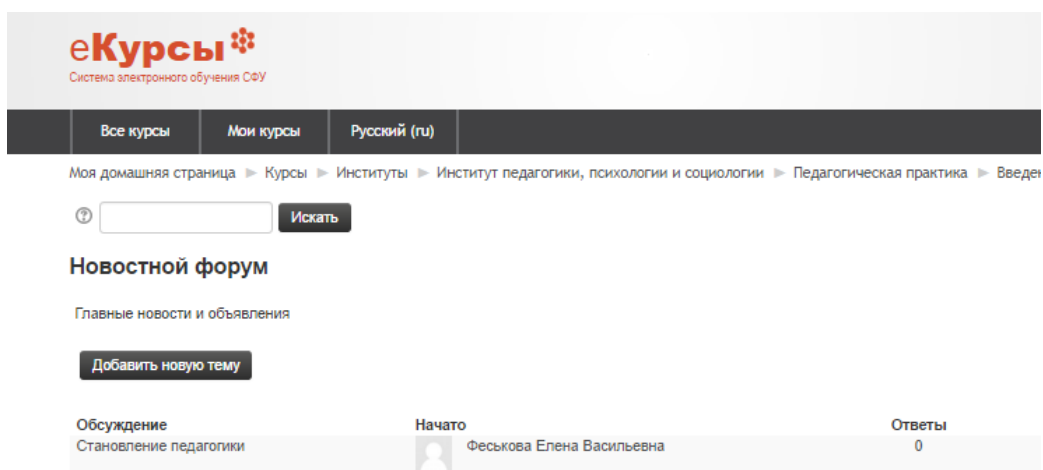 еКурсы
Система электронного обучения СФУ
Все курсы Мои курсы Русский (ru)
Моя домашняя страница ► Курсы ► Институты ► Институт педагогики, психологии и социологии ► Педагогическая практика ► Введен
? Искать
Новостной форум
Главные новости и объявления
Добавить новую тему
Обсуждение Начато Ответы
Становление педагогики Феськова Елена Васильевна 0